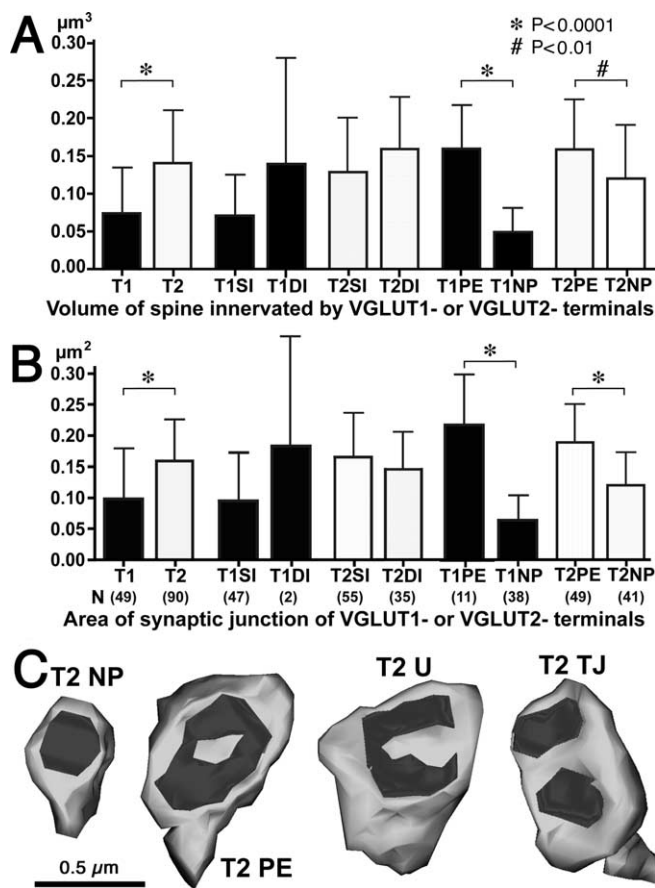 A
µm³
* P<0.0001
# P<0.01
0.30
0.25
0.20
0.15
0.10
0.05
0.00
* * #
T1 T2 T1SI T1DI T2SI T2DI T1PE T1NP T2PE T2NP
Volume of spine innervated by VGLUT1- or VGLUT2- terminals
B
µm²
0.30
0.25
0.20
0.15
0.10
0.05
0.00
* * *
T1 T2 T1SI T1DI T2SI T2DI T1PE T1NP T2PE T2NP
N (49) (90) (47) (2) (55) (35) (11) (38) (49) (41)
Area of synaptic junction of VGLUT1- or VGLUT2- terminals
C
T2 NP T2 U T2 TJ
T2 PE
0.5 µm